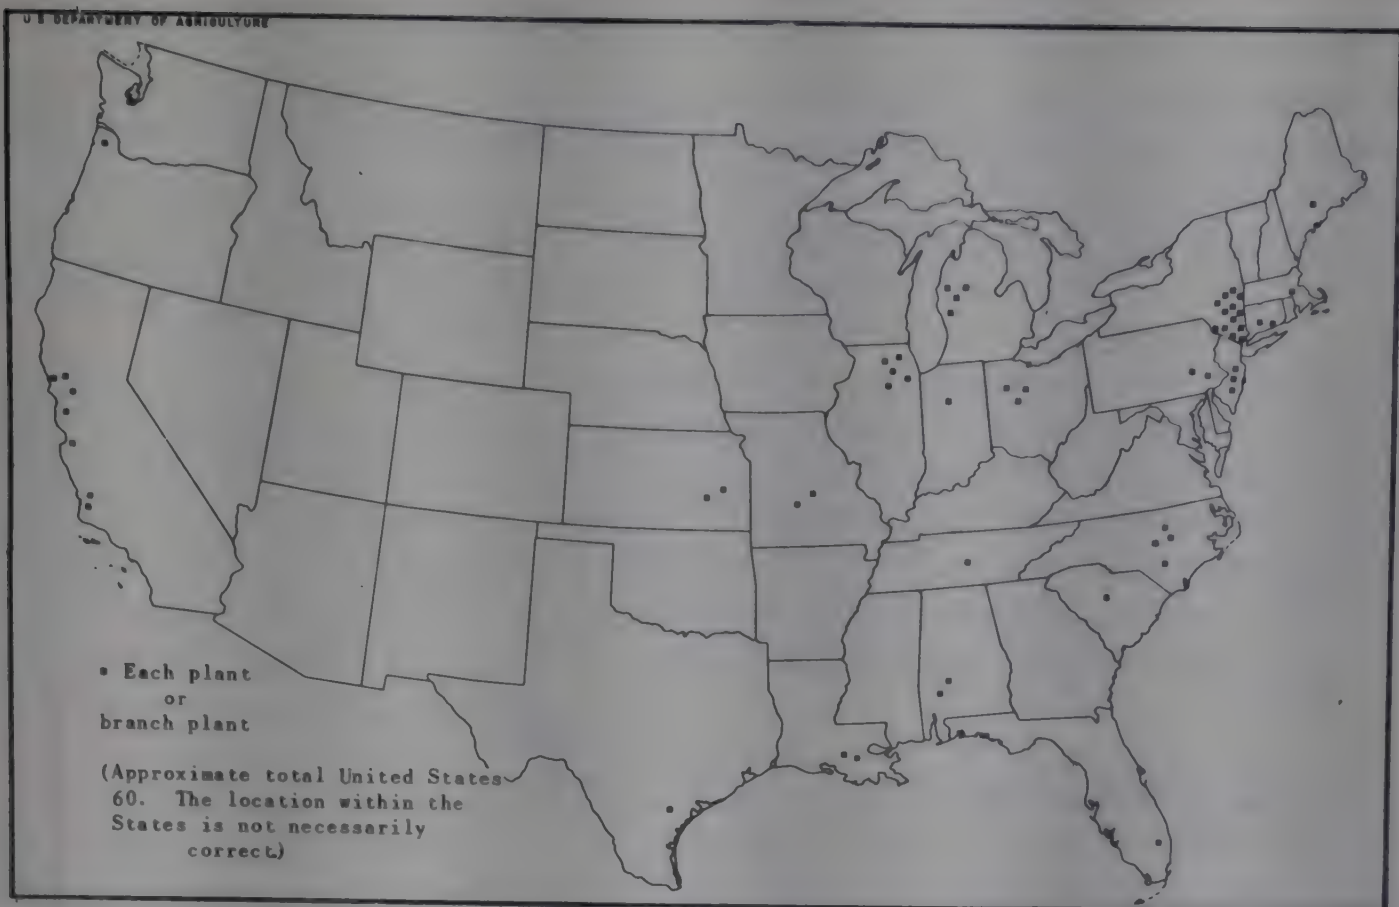 U S DEPARTMENT OF AGRICULTURE
▪ Each plant
or
branch plant
(Approximate total United States
60. The location within the
States is not necessarily
correct.)